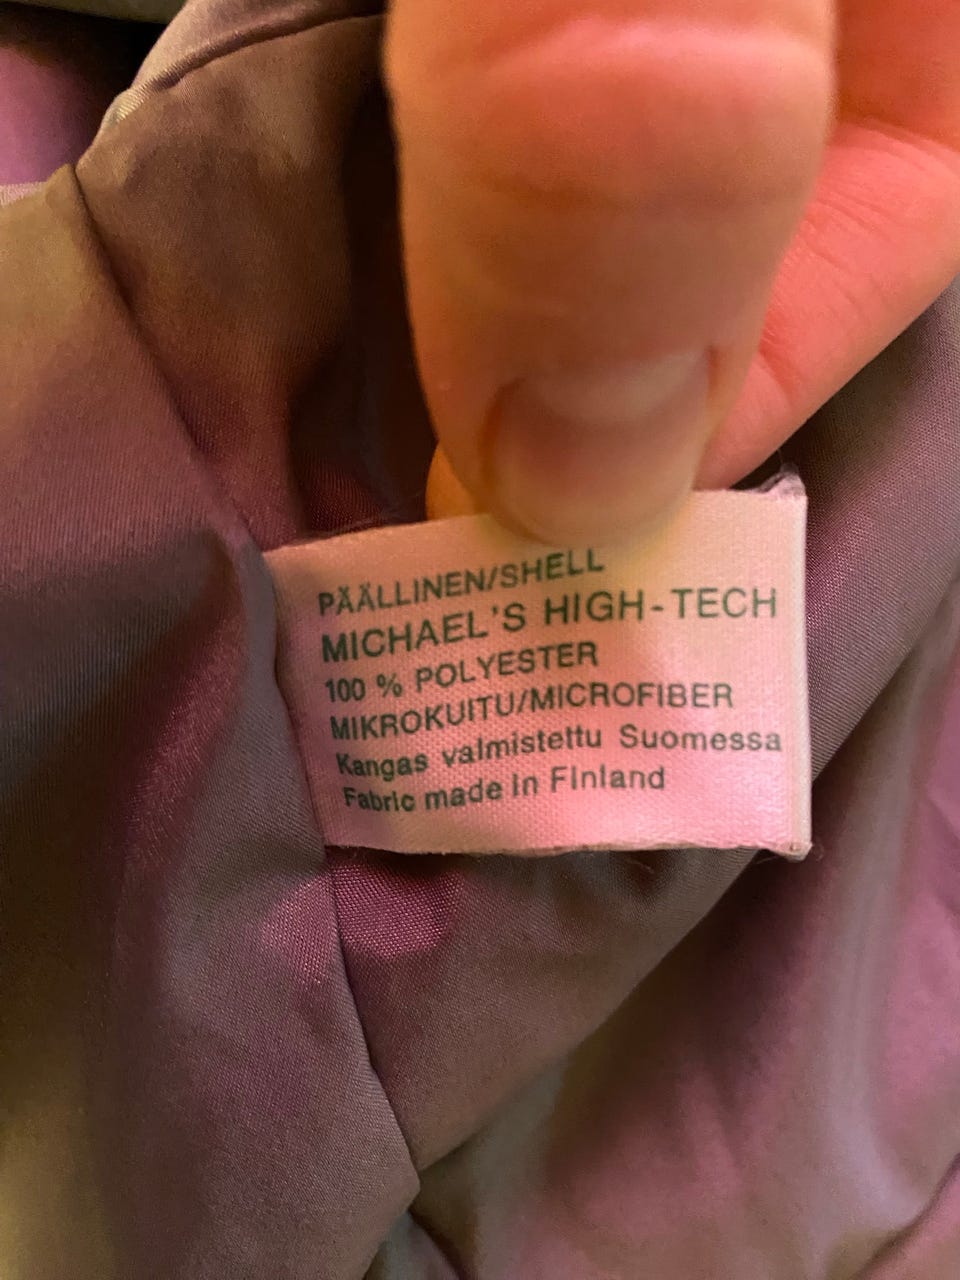 PÄÄLLINEN/SHELL
MICHAEL'S HIGH-TECH
100 % POLYESTER
MIKROKUITU/MICROFIBER
Kangas valmistettu Suomessa
Fabric made in Finland